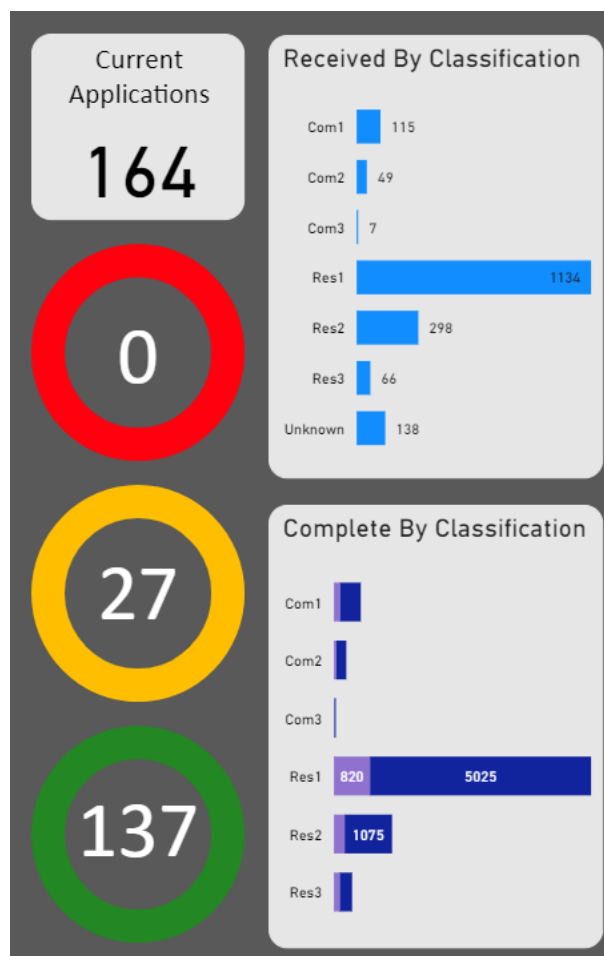 Current
Applications
164
0
27
137
Received By Classification
Com1 115
Com2 49
Com3 7
Res1 1134
Res2 298
Res3 66
Unknown 138
Complete By Classification
Com1
Com2
Com3
Res1 820 5025
Res2 1075
Res3